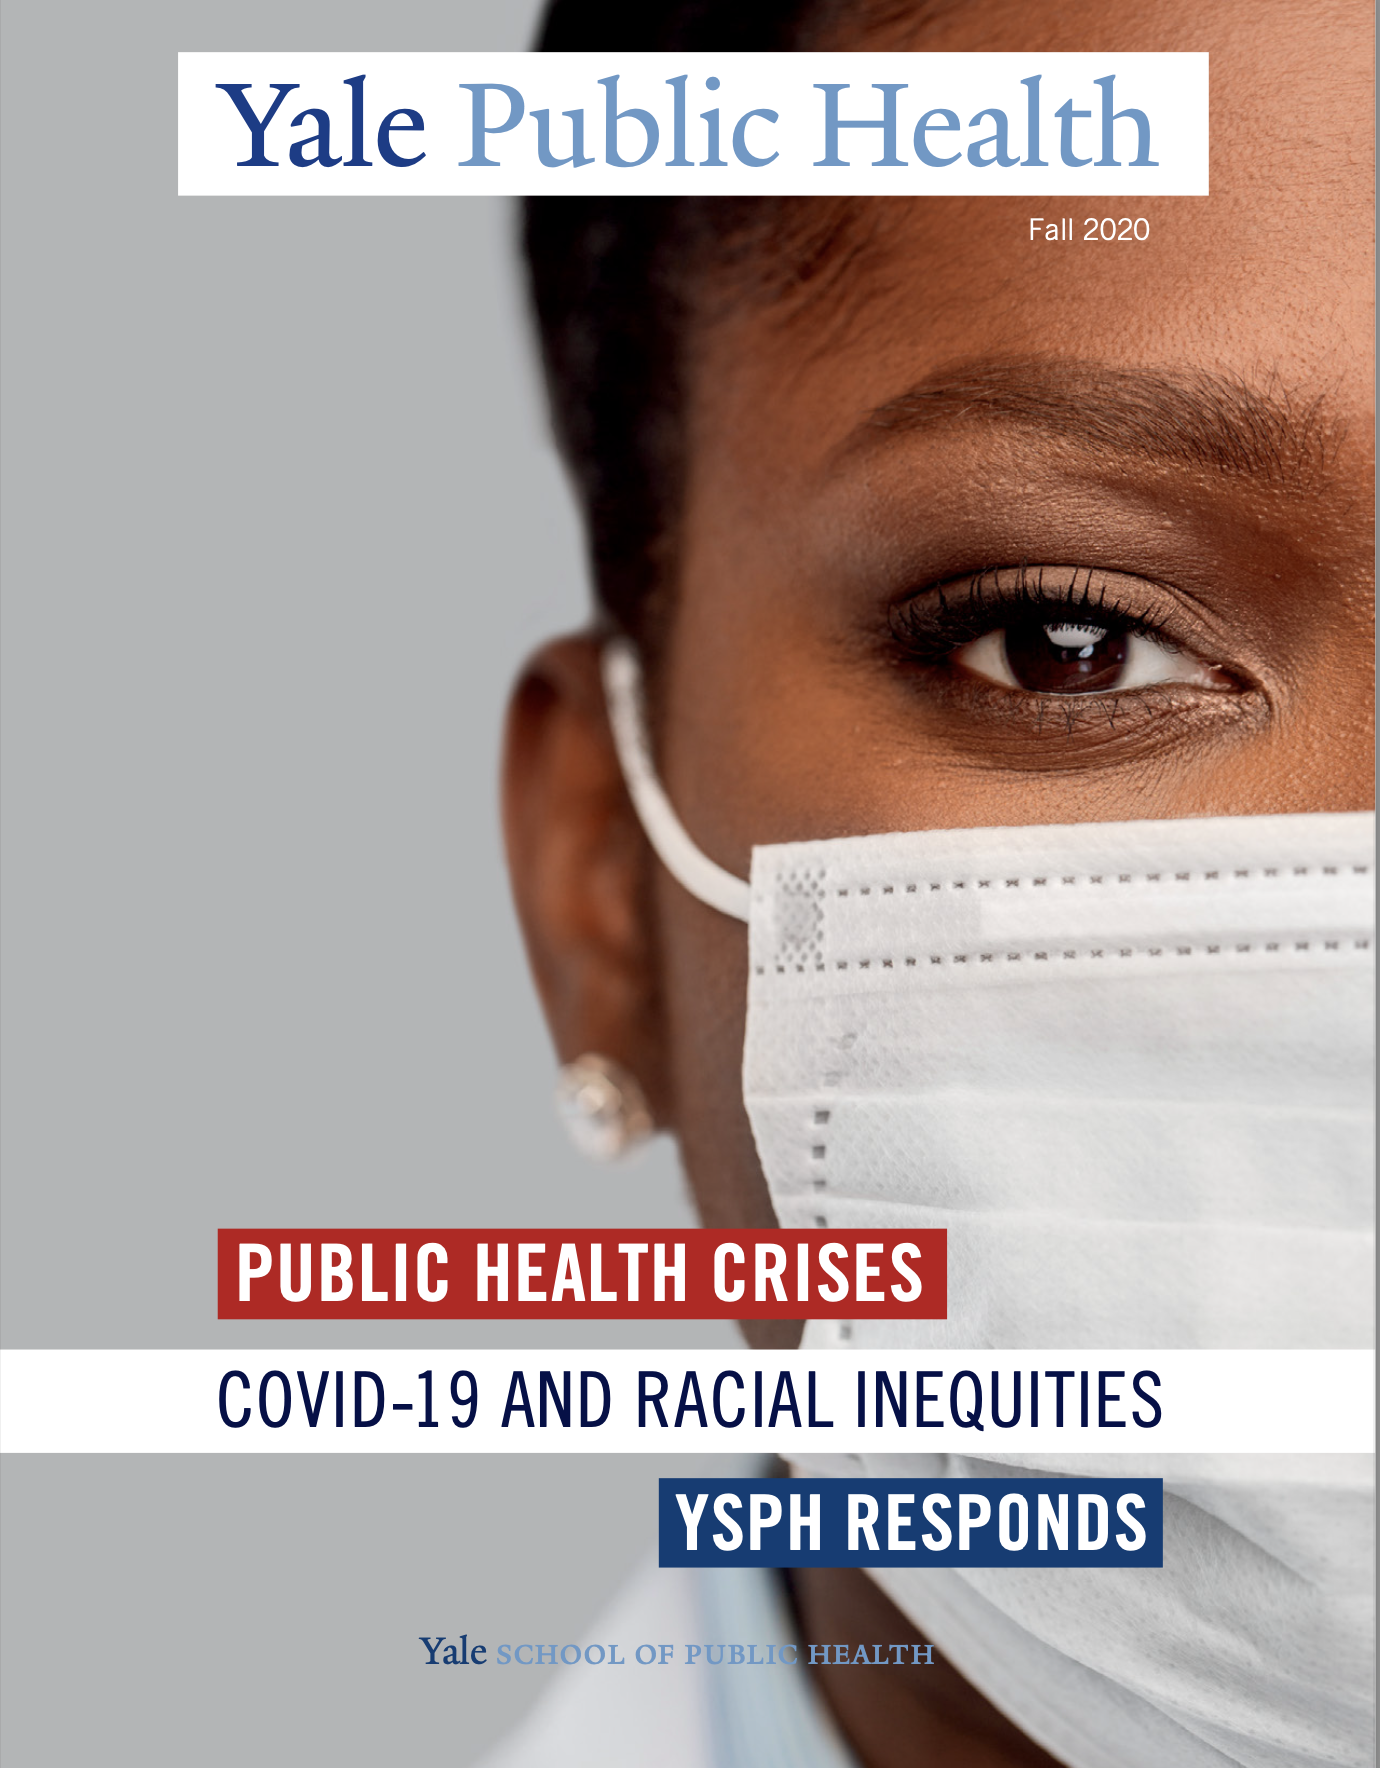 Yale Public Health
Fall 2020
PUBLIC HEALTH CRISES
COVID-19 AND RACIAL INEQUITIES
YSPH RESPONDS
Yale SCHOOL OF PUBLIC HEALTH